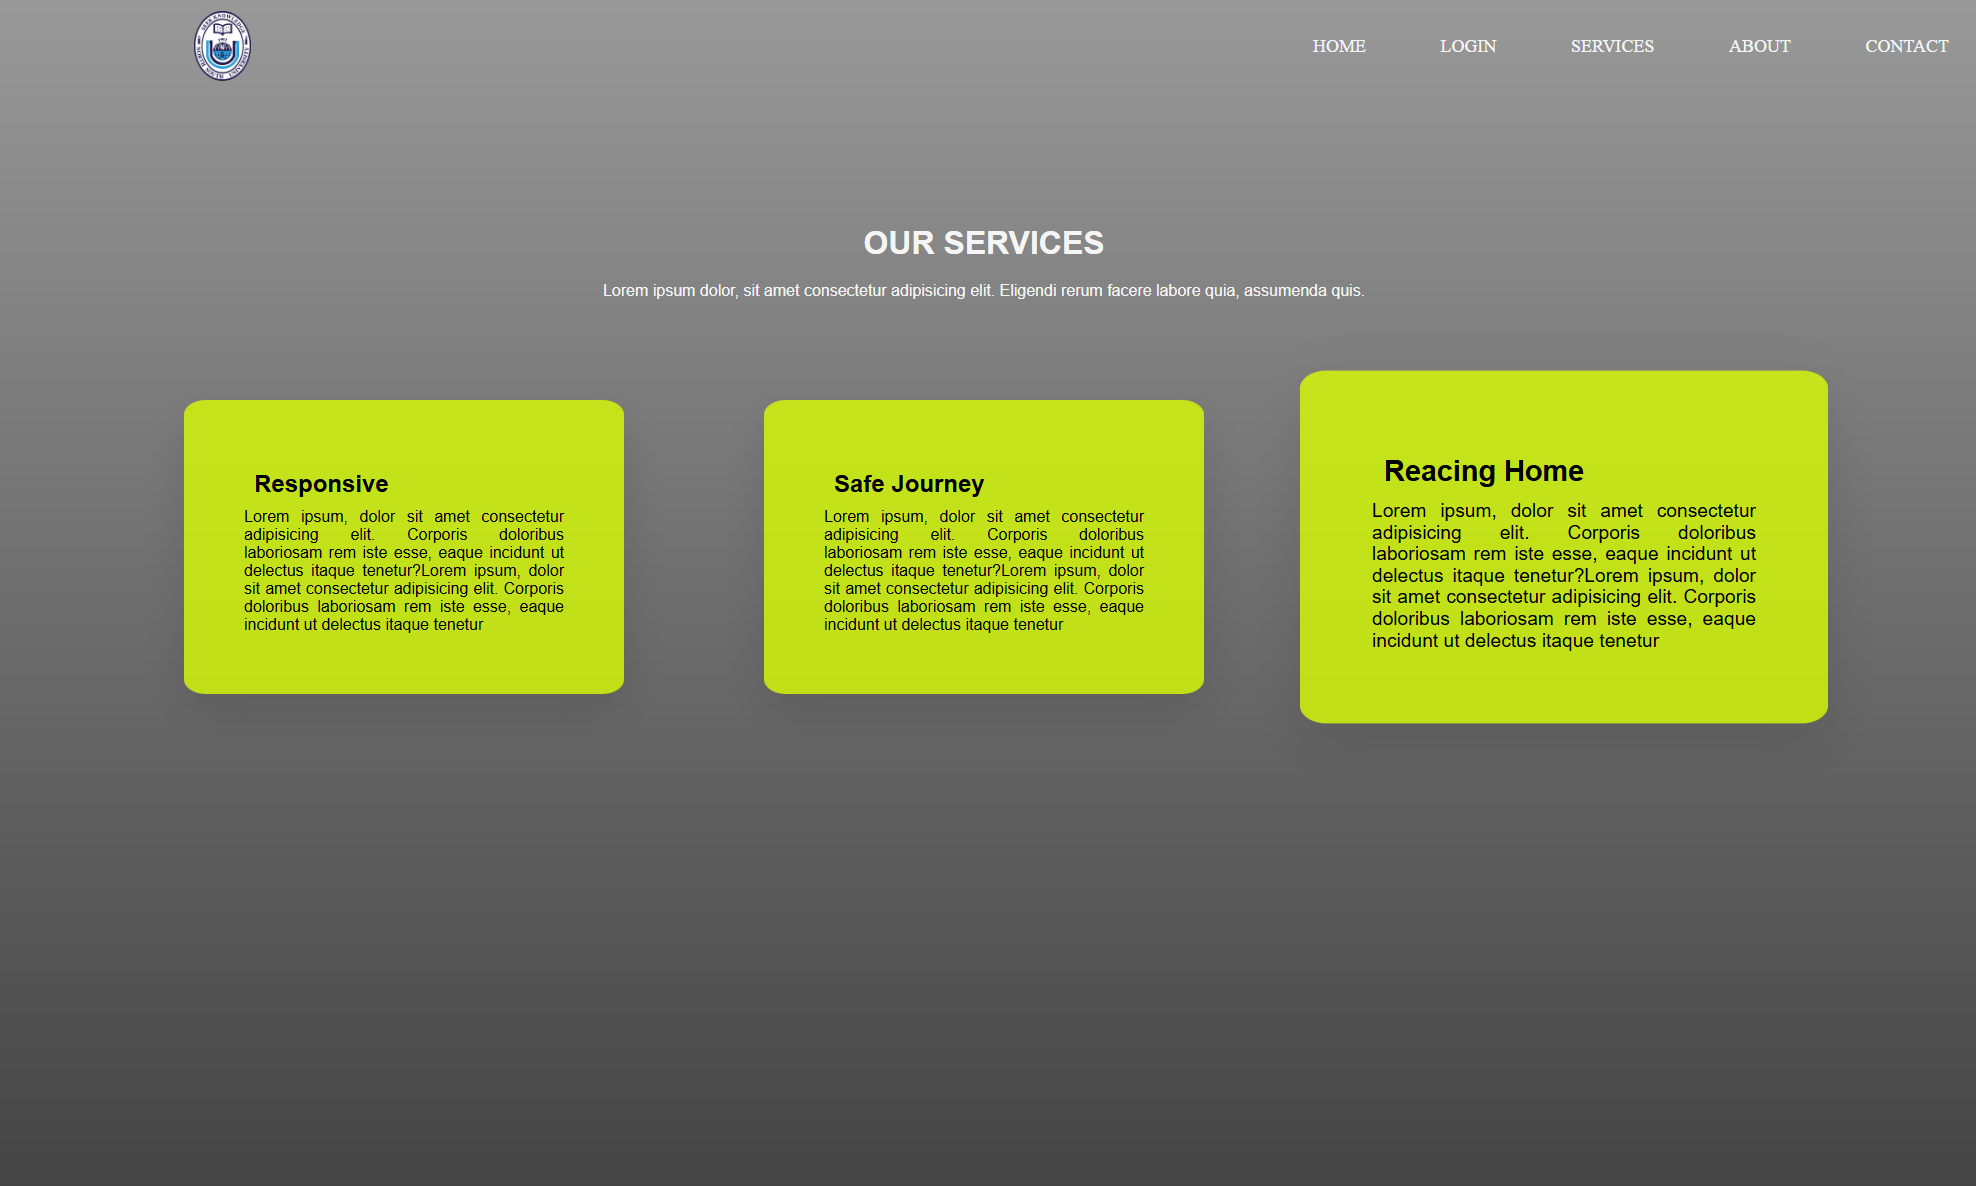 HOME LOGIN SERVICES ABOUT CONTACT
OUR SERVICES
Lorem ipsum dolor, sit amet consectetur adipisicing elit. Eligendi rerum facere labore quia, assumenda quis.
Responsive
Lorem ipsum, dolor sit amet consectetur
adipisicing elit. Corporis doloribus
laboriosam rem iste esse, eaque incidunt ut
delectus itaque tenetur?Lorem ipsum, dolor
sit amet consectetur adipisicing elit. Corporis
doloribus laboriosam rem iste esse, eaque
incidunt ut delectus itaque tenetur
Safe Journey
Lorem ipsum, dolor sit amet consectetur
adipisicing elit. Corporis doloribus
laboriosam rem iste esse, eaque incidunt ut
delectus itaque tenetur?Lorem ipsum, dolor
sit amet consectetur adipisicing elit. Corporis
doloribus laboriosam rem iste esse, eaque
incidunt ut delectus itaque tenetur
Reacing Home
Lorem ipsum, dolor sit amet consectetur
adipisicing elit. Corporis doloribus
laboriosam rem iste esse, eaque incidunt ut
delectus itaque tenetur?Lorem ipsum, dolor
sit amet consectetur adipisicing elit. Corporis
doloribus laboriosam rem iste esse, eaque
incidunt ut delectus itaque tenetur